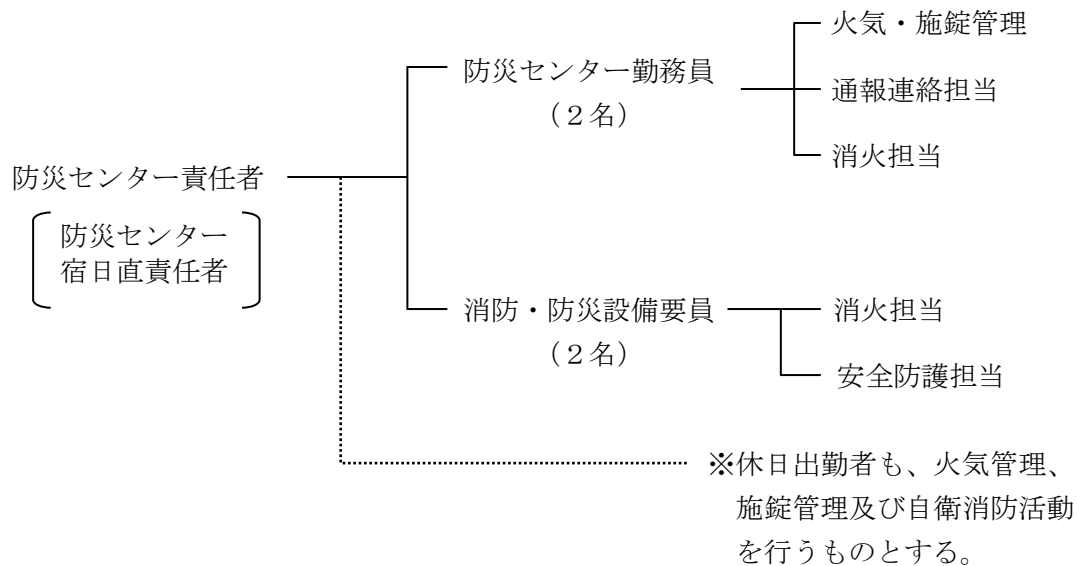 火気・施錠管理
防災センター勤務員
(2名)
通報連絡担当
消火担当
防災センター責任者
防災センター
宿日直責任者
消防・防災設備要員
(2名)
消火担当
安全防護担当
※休日出勤者も、火気管理、
施錠管理及び自衛消防活動
を行うものとする。